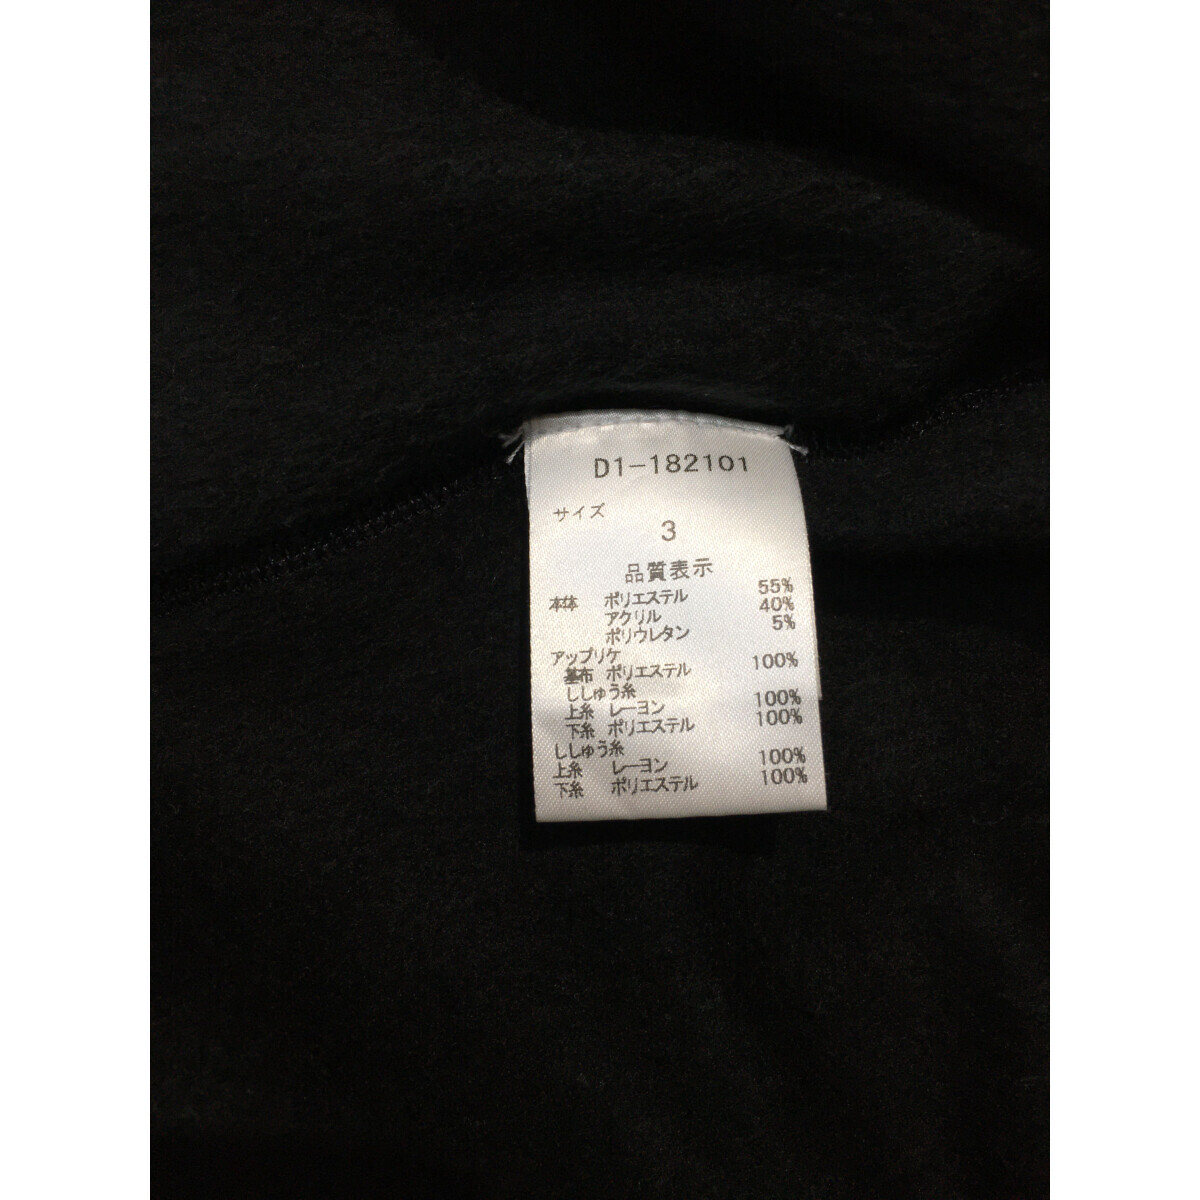 D1-182101
サイズ
3
品質表示
本体 ポリエステル 55%
アクリル 40%
ポリウレタン 5%
アップリケ
基布 ポリエステル 100%
ししゅう糸
上糸 レーヨン 100%
下糸 ポリエステル 100%
ししゅう糸
上糸 レーヨン 100%
下糸 ポリエステル 100%